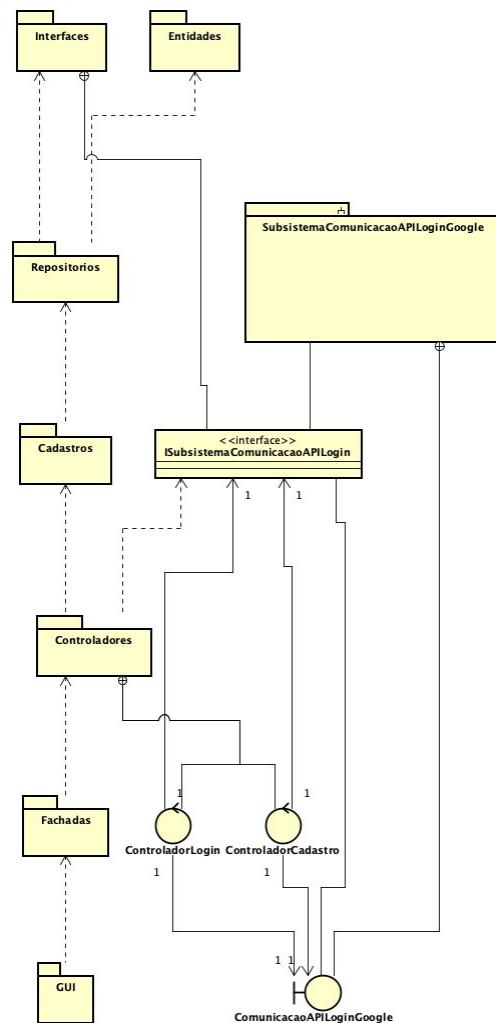 Interfaces
Entidades
SubsistemaComunicacaoAPILoginGoogle
Repositorios
<<interface>>
ISubsistemaComunicacaoAPILogin
Cadastros
1
1
Controladores
1
1
Fachadas
ControladorLogin
ControladorCadastro
1
1
1
1
GUI
ComunicacaoAPILoginGoogle